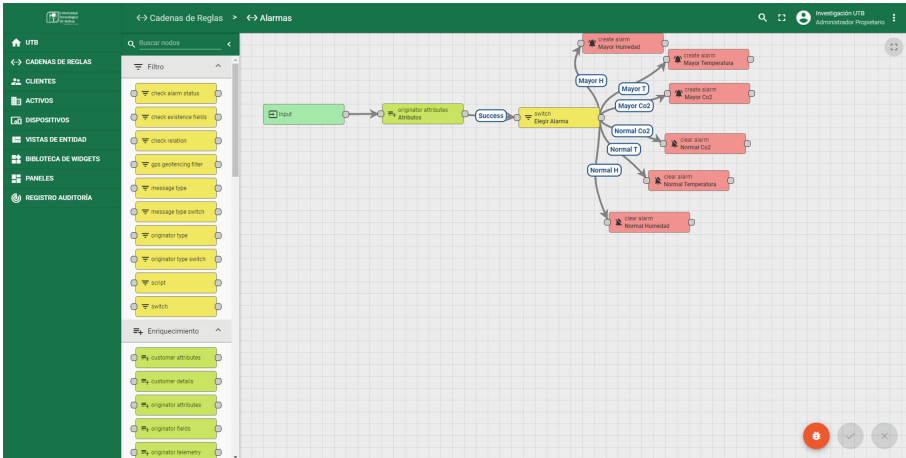 Universidad
Tecnológica
de Bolívar
<-> Cadenas de Reglas > <-> Alarmas
Investigación UTB
Administrador Propietario
UTB
CADENAS DE REGLAS
CLIENTES
ACTIVOS
DISPOSITIVOS
VISTAS DE ENTIDAD
BIBLIOTECA DE WIDGETS
PANELES
REGISTRO AUDITORÍA
Buscar nodos
Filtro
check alarm status
check existence fields
check relation
gps geofencing filter
message type
message type switch
originator type
originator type switch
script
switch
Enriquecimiento
customer attributes
customer details
originator attributes
originator fields
originator telemetry
Input
originator attributes
Atributos
Success
switch
Elegir Alarma
Mayor H
Mayor T
Mayor Co2
Normal Co2
Normal T
Normal H
create alarm
Mayor Humedad
create alarm
Mayor Temperatura
create alarm
Mayor Co2
clear alarm
Normal Co2
clear alarm
Normal Temperatura
clear alarm
Normal Humedad